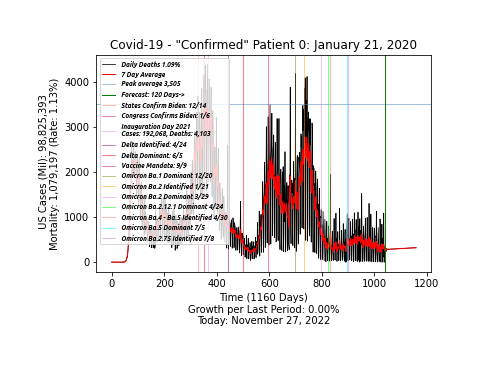 Covid-19 - "Confirmed" Patient 0: January 21, 2020
Daily Deaths 1.09%
7 Day Average
Peak average 3,505
Forecast: 120 Days->
States Confirm Biden: 12/14
Congress Confirms Biden: 1/6
Inauguration Day 2021
Cases: 192,068, Deaths: 4,103
Delta Identified: 4/24
Delta Dominant: 6/5
Vaccine Mandate: 9/9
Omicron Ba.1 Dominant 12/20
Omicron Ba.2 Identified 1/21
Omicron Ba.2 Dominant 3/29
Omicron Ba.2.12.1 Dominant 4/24
Omicron Ba.4 - Ba.5 Identified 4/30
Omicron Ba.5 Dominant 7/5
Omicron Ba.2.75 Identified 7/8
4000
3000
2000
1000
0
US Cases (Mil): 98,825,393
Mortality: 1,079,197 (Rate: 1.13%)
0 200 400 600 800 1000 1200
Time (1160 Days)
Growth per Last Period: 0.00%
Today: November 27, 2022